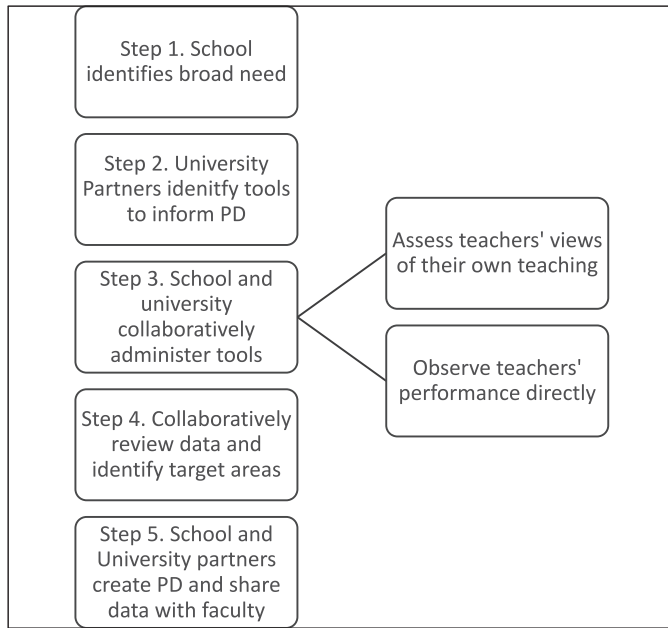 Step 1. School
identifies broad need
Step 2. University
Partners idenitfy tools
to inform PD
Step 3. School and
university
collaboratively
administer tools
Assess teachers' views
of their own teaching
Observe teachers'
performance directly
Step 4. Collaboratively
review data and
identify target areas
Step 5. School and
University partners
create PD and share
data with faculty